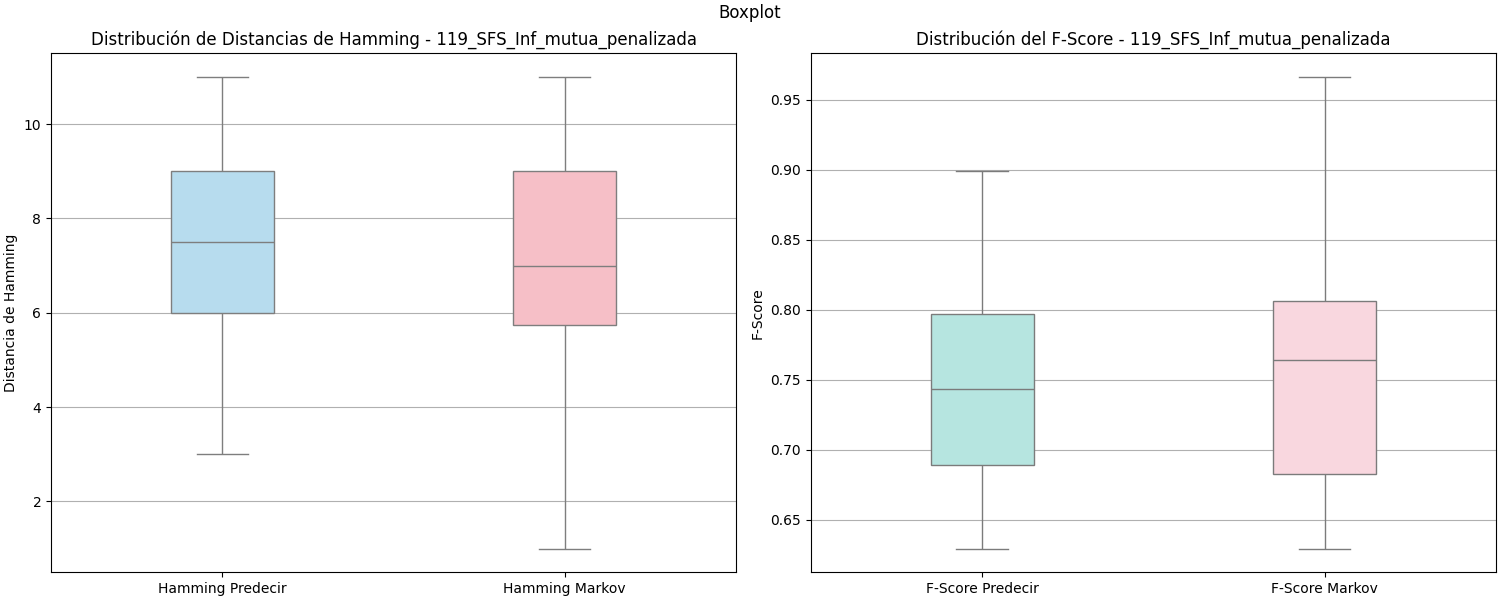 Boxplot
Distribución de Distancias de Hamming - 119_SFS_Inf_mutua_penalizada
Distancia de Hamming
10
8
6
4
2
Hamming Predecir
Hamming Markov
Distribución del F-Score - 119_SFS_Inf_mutua_penalizada
F-Score
0.95
0.90
0.85
0.80
0.75
0.70
0.65
F-Score Predecir
F-Score Markov